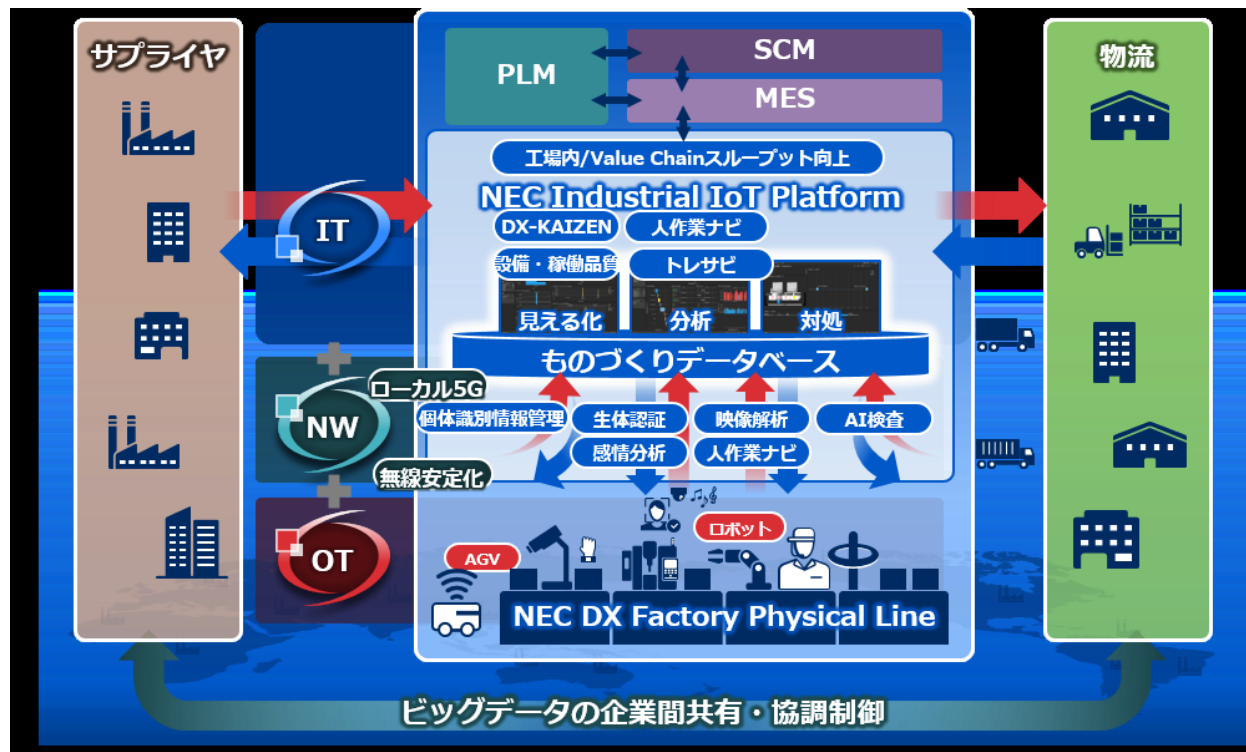 サプライヤ
物流
PLM
SCM
MES
工場内/Value Chainスループット向上
NEC Industrial IoT Platform
DX-KAIZEN
人作業ナビ
設備・稼働品質
トレサビ
見える化
分析
対処
ものづくりデータベース
IT
NW
OT
ローカル5G
個体識別情報管理
生体認証
映像解析
AI検査
感情分析
人作業ナビ
無線安定化
ロボット
AGV
NEC DX Factory Physical Line
ビッグデータの企業間共有・協調制御